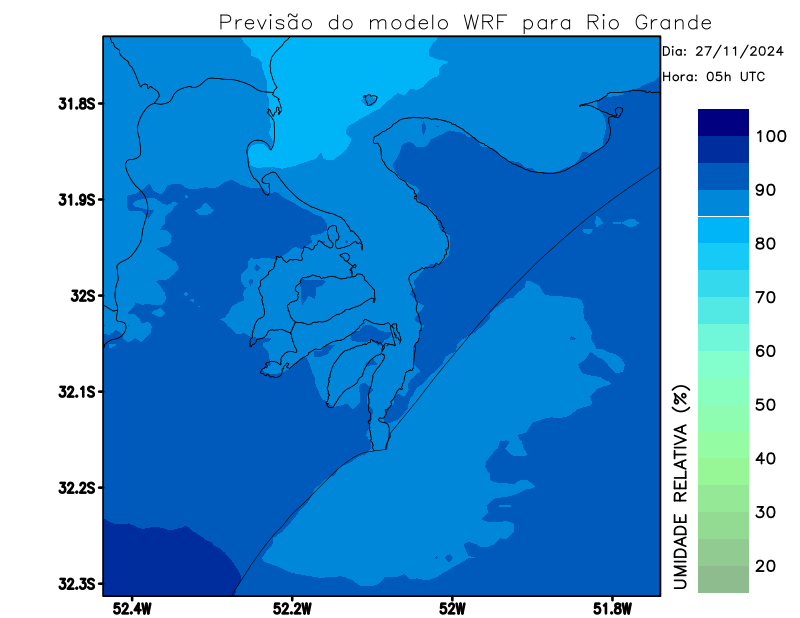 Previsão do modelo WRF para Rio Grande
Dia: 27/11/2024
Hora: 05h UTC
31.8S
31.9S
32S
32.1S
32.2S
32.3S
52.4W
52.2W
52W
51.8W
100
90
80
70
60
50
40
30
20
UMIDADE RELATIVA (%)